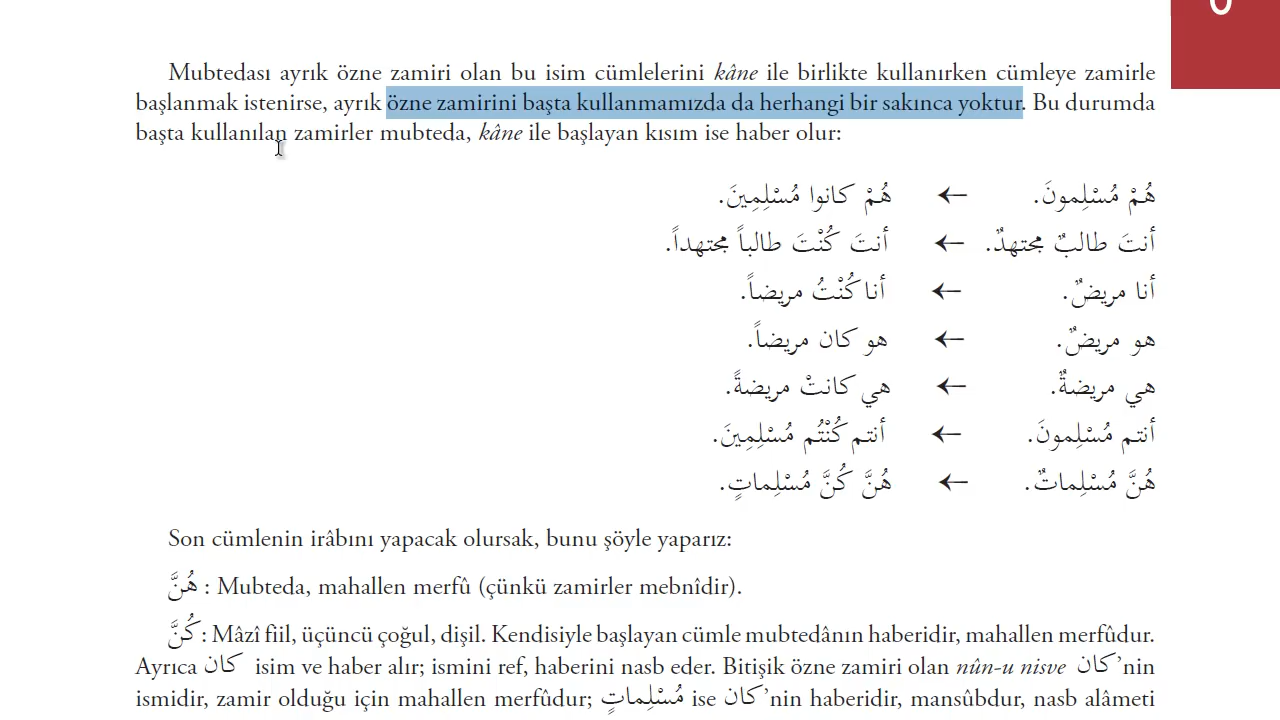 Mubtedası ayrık özne zamiri olan bu isim cümlelerini kâne ile birlikte kullanırken cümleye zamirle
başlanmak istenirse, ayrık özne zamirini başta kullanmamızda da herhangi bir sakınca yoktur. Bu durumda
başta kullanılan zamirler mubteda, kâne ile başlayan kısım ise haber olur:
هُمْ مُسْلِمونَ. ← هُمْ كانوا مُسْلِمِينَ.
أنتَ طالبٌ مجتهدٌ. ← أنتَ كُنْتَ طالباً مجتهداً.
أنا مريضٌ. ← أنا كُنْتُ مريضاً.
هو مريضٌ. ← هو كان مريضاً.
هي مريضةٌ. ← هي كانتْ مريضةً.
أنتم مُسْلِمونَ. ← أنتم كُنْتُم مُسْلِمِينَ.
هُنَّ مُسْلِماتٌ. ← هُنَّ كُنَّ مُسْلِماتٍ.
Son cümlenin irâbını yapacak olursak, bunu şöyle yaparız:
هُنَّ : Mubteda, mahallen merfû (çünkü zamirler mebnîdir).
كُنَّ : Mâzî fiil, üçüncü çoğul, dişil. Kendisiyle başlayan cümle mubtedânın haberidir, mahallen merfûdur.
Ayrıca كان isim ve haber alır; ismini ref, haberini nasb eder. Bitişik özne zamiri olan nûn-u nisve كان’nin
ismidir, zamir olduğu için mahallen merfûdur; مُسْلِماتٍ ise كان’nin haberidir, mansûbdur, nasb alâmeti